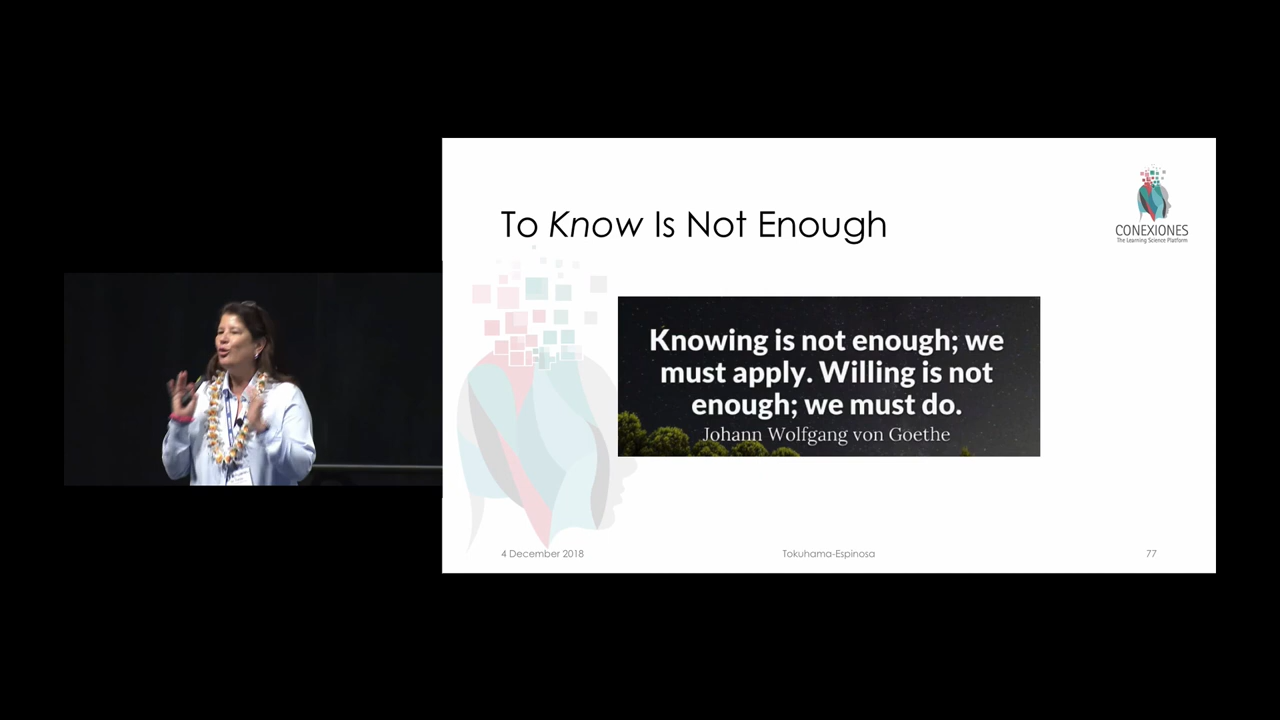 To Know Is Not Enough
CONEXIONES
The Learning Science Platform
Knowing is not enough; we
must apply. Willing is not
enough; we must do.
Johann Wolfgang von Goethe
4 December 2018
Tokuhama-Espinosa
77